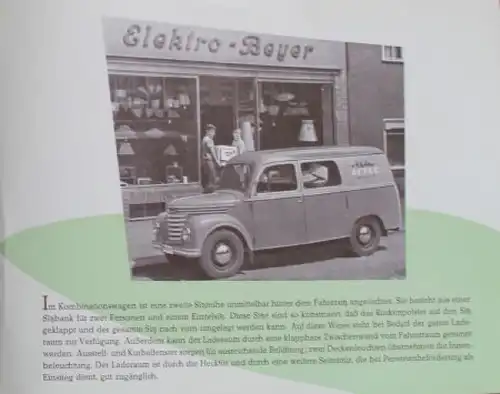 Elektro-Beyer
Im Kombinationswagen ist eine zweite Sitzreihe unmittelbar hinter dem Fahrersitz angeordnet. Sie besteht aus einer
Sitzbank für zwei Personen und einem Einzelsitz. Diese Sitze sind so konstruiert, daß das Rückenpolster auf den Sitz
geklappt und der gesamte Sitz nach vorn umgelegt werden kann. Auf diese Weise steht bei Bedarf der ganze Lade-
raum zur Verfügung. Außerdem kann der Laderaum durch eine klappbare Zwischenwand vom Fahrerraum getrennt
werden. Ausstell- und Kurbelfenster sorgen für ausreichende Belüftung, zwei Deckenleuchten übernehmen die Innen-
beleuchtung. Der Laderaum ist durch die Hecktür und durch eine weitere Seitentür, die bei Personenbeförderung als
Einstieg dient, gut zugänglich.